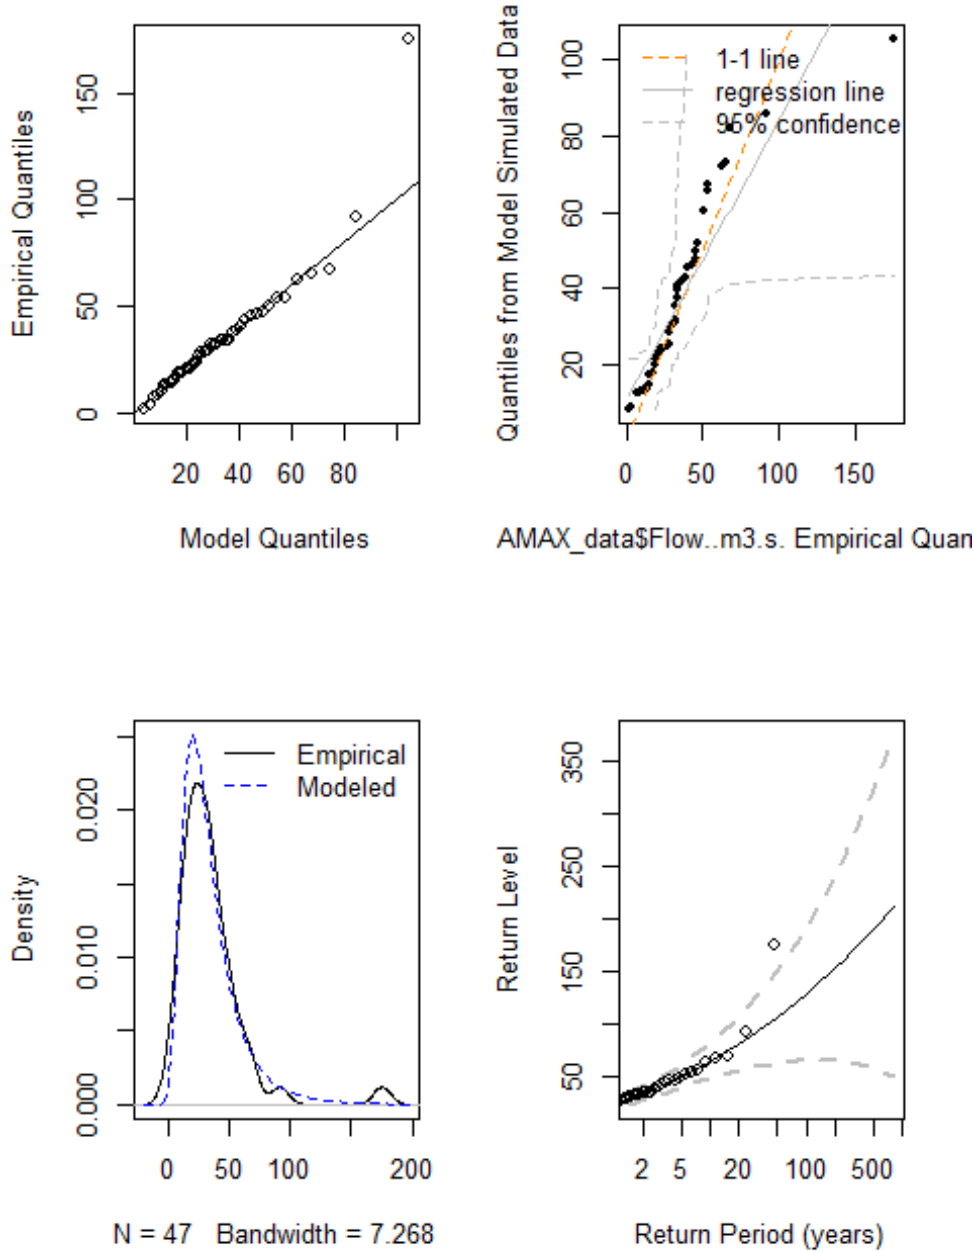 Empirical Quantiles
150
100
50
0
20 40 60 80
Model Quantiles
Quantiles from Model Simulated Data
100
80
60
40
20
1-1 line
regression line
95% confidence
0 50 100 150
AMAX_data$Flow..m3.s. Empirical Quan
Density
0.020
0.010
0.000
Empirical
Modeled
0 50 100 200
N = 47 Bandwidth = 7.268
Return Level
350
250
150
50
2 5 20 100 500
Return Period (years)